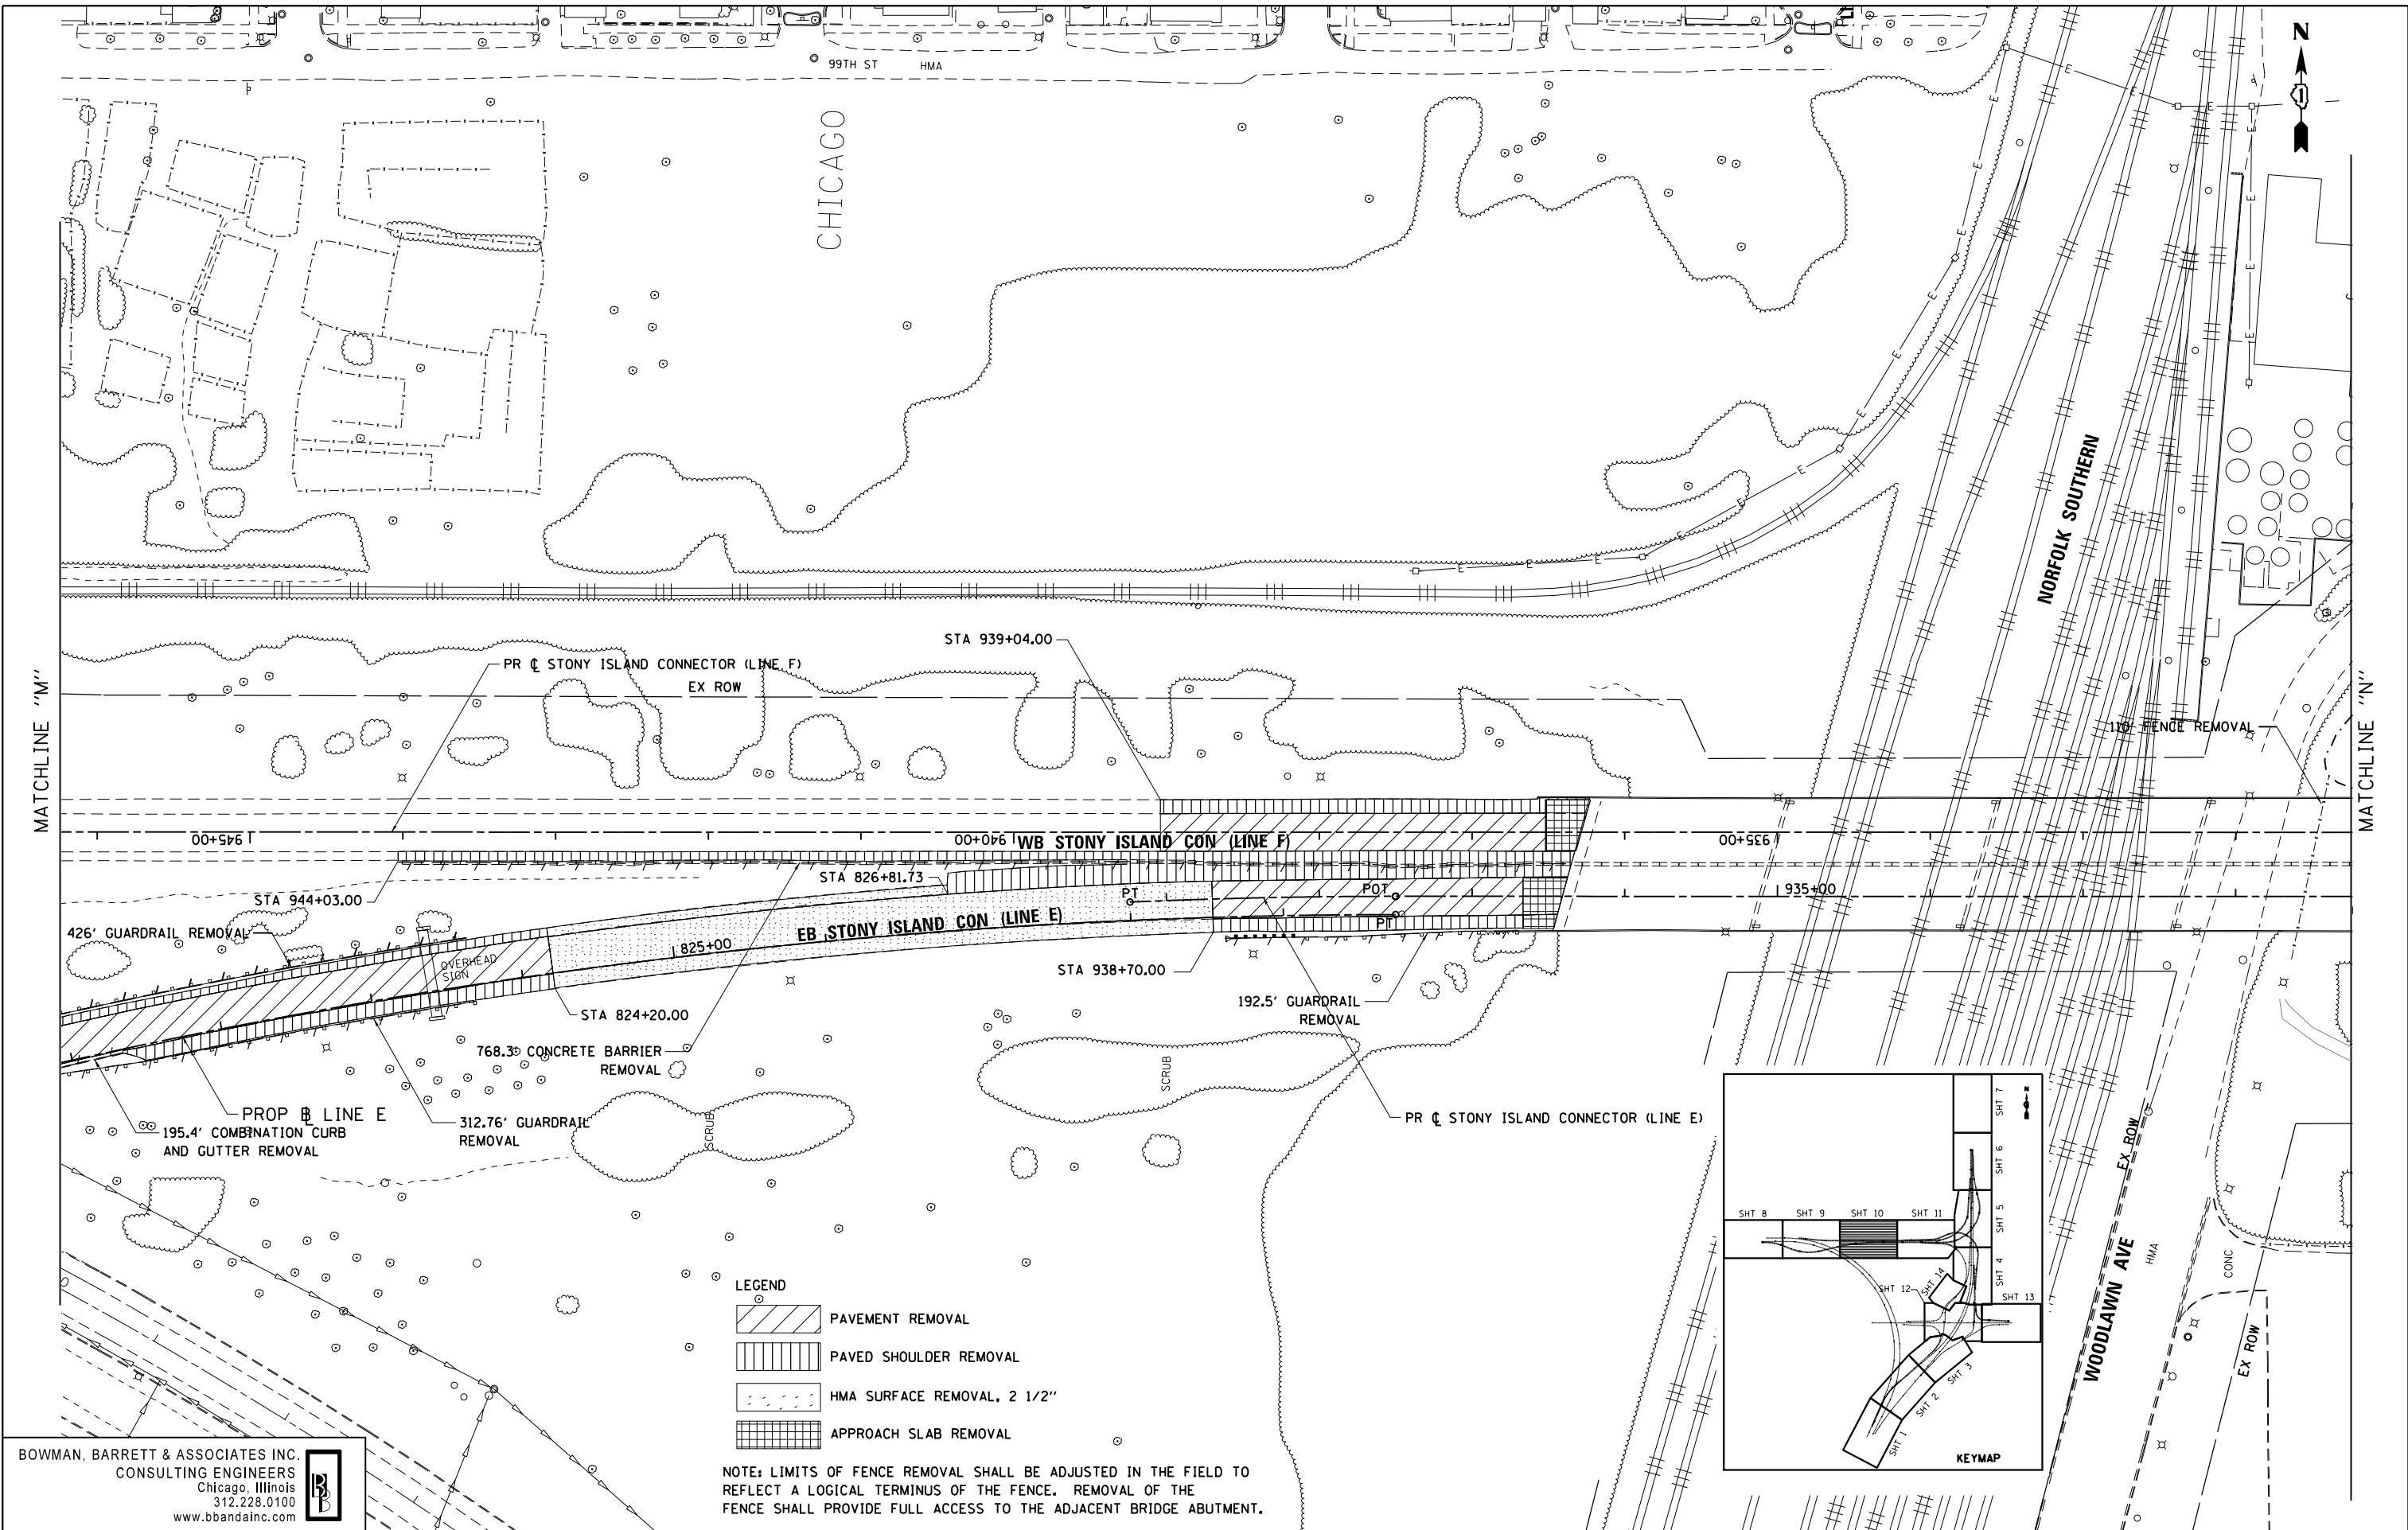 99TH ST
HMA
N
CHICAGO
NORFOLK SOUTHERN
STA 939+04.00
PR ℄ STONY ISLAND CONNECTOR (LINE F)
EX ROW
MATCHLINE "M"
MATCHLINE "N"
110' FENCE REMOVAL
945+00
940+00
WB STONY ISLAND CON (LINE F)
935+00
STA 826+81.73
PT
POT
935+00
STA 944+03.00
EB STONY ISLAND CON (LINE E)
PT
426' GUARDRAIL REMOVAL
825+00
OVERHEAD
SIGN
STA 938+70.00
192.5' GUARDRAIL
REMOVAL
STA 824+20.00
768.3' CONCRETE BARRIER
REMOVAL
SCRUB
PROP ℄ LINE E
195.4' COMBINATION CURB
AND GUTTER REMOVAL
312.76' GUARDRAIL
REMOVAL
SCRUB
PR ℄ STONY ISLAND CONNECTOR (LINE E)
EX ROW
WOODLAWN AVE
HMA
CONC
EX ROW
SHT 7
SHT 6
SHT 8
SHT 9
SHT 10
SHT 11
SHT 5
SHT 4
SHT 12
SHT 14
SHT 13
SHT 3
SHT 2
SHT 1
KEYMAP
LEGEND
PAVEMENT REMOVAL
PAVED SHOULDER REMOVAL
HMA SURFACE REMOVAL, 2 1/2"
APPROACH SLAB REMOVAL
NOTE: LIMITS OF FENCE REMOVAL SHALL BE ADJUSTED IN THE FIELD TO
REFLECT A LOGICAL TERMINUS OF THE FENCE. REMOVAL OF THE
FENCE SHALL PROVIDE FULL ACCESS TO THE ADJACENT BRIDGE ABUTMENT.
BOWMAN, BARRETT & ASSOCIATES INC.
CONSULTING ENGINEERS
Chicago, Illinois
312.228.0100
www.bbandainc.com